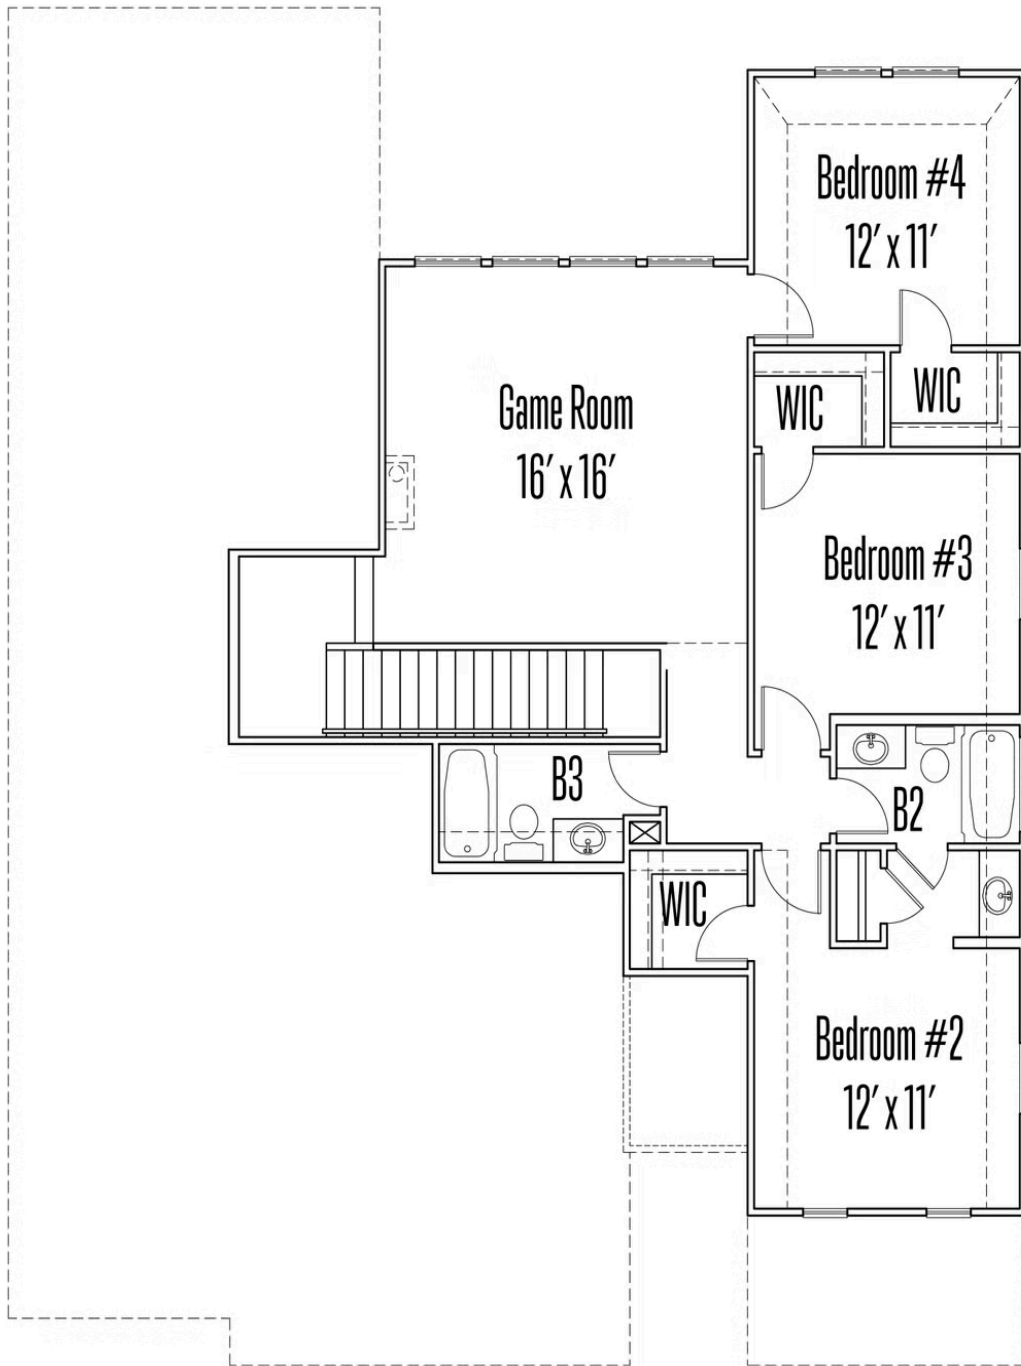 Bedroom #4
12′ x 11′
Game Room
16′ x 16′
WIC
WIC
Bedroom #3
12′ x 11′
B3
B2
WIC
Bedroom #2
12′ x 11′